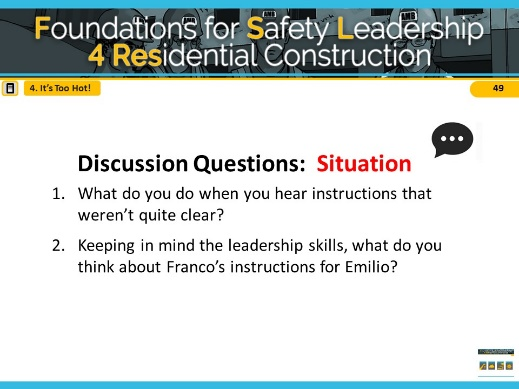 Foundations for Safety Leadership
4 Residential Construction
4. It's Too Hot!
49
Discussion Questions: Situation
1. What do you do when you hear instructions that
weren't quite clear?
2. Keeping in mind the leadership skills, what do you
think about Franco's instructions for Emilio?